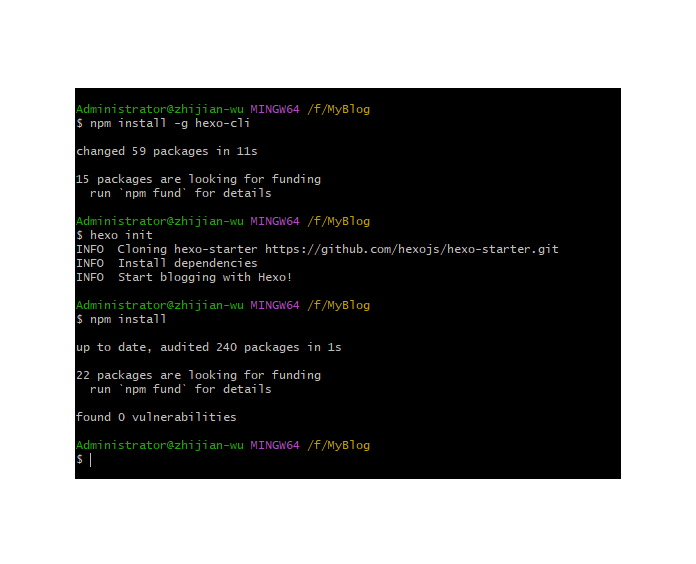 Administrator@zhijian-wu MINGW64 /f/MyBlog
$ npm install -g hexo-cli
changed 59 packages in 11s
15 packages are looking for funding
  run `npm fund` for details
Administrator@zhijian-wu MINGW64 /f/MyBlog
$ hexo init
INFO  Cloning hexo-starter https://github.com/hexojs/hexo-starter.git
INFO  Install dependencies
INFO  Start blogging with Hexo!
Administrator@zhijian-wu MINGW64 /f/MyBlog
$ npm install
up to date, audited 240 packages in 1s
22 packages are looking for funding
  run `npm fund` for details
found 0 vulnerabilities
Administrator@zhijian-wu MINGW64 /f/MyBlog
$